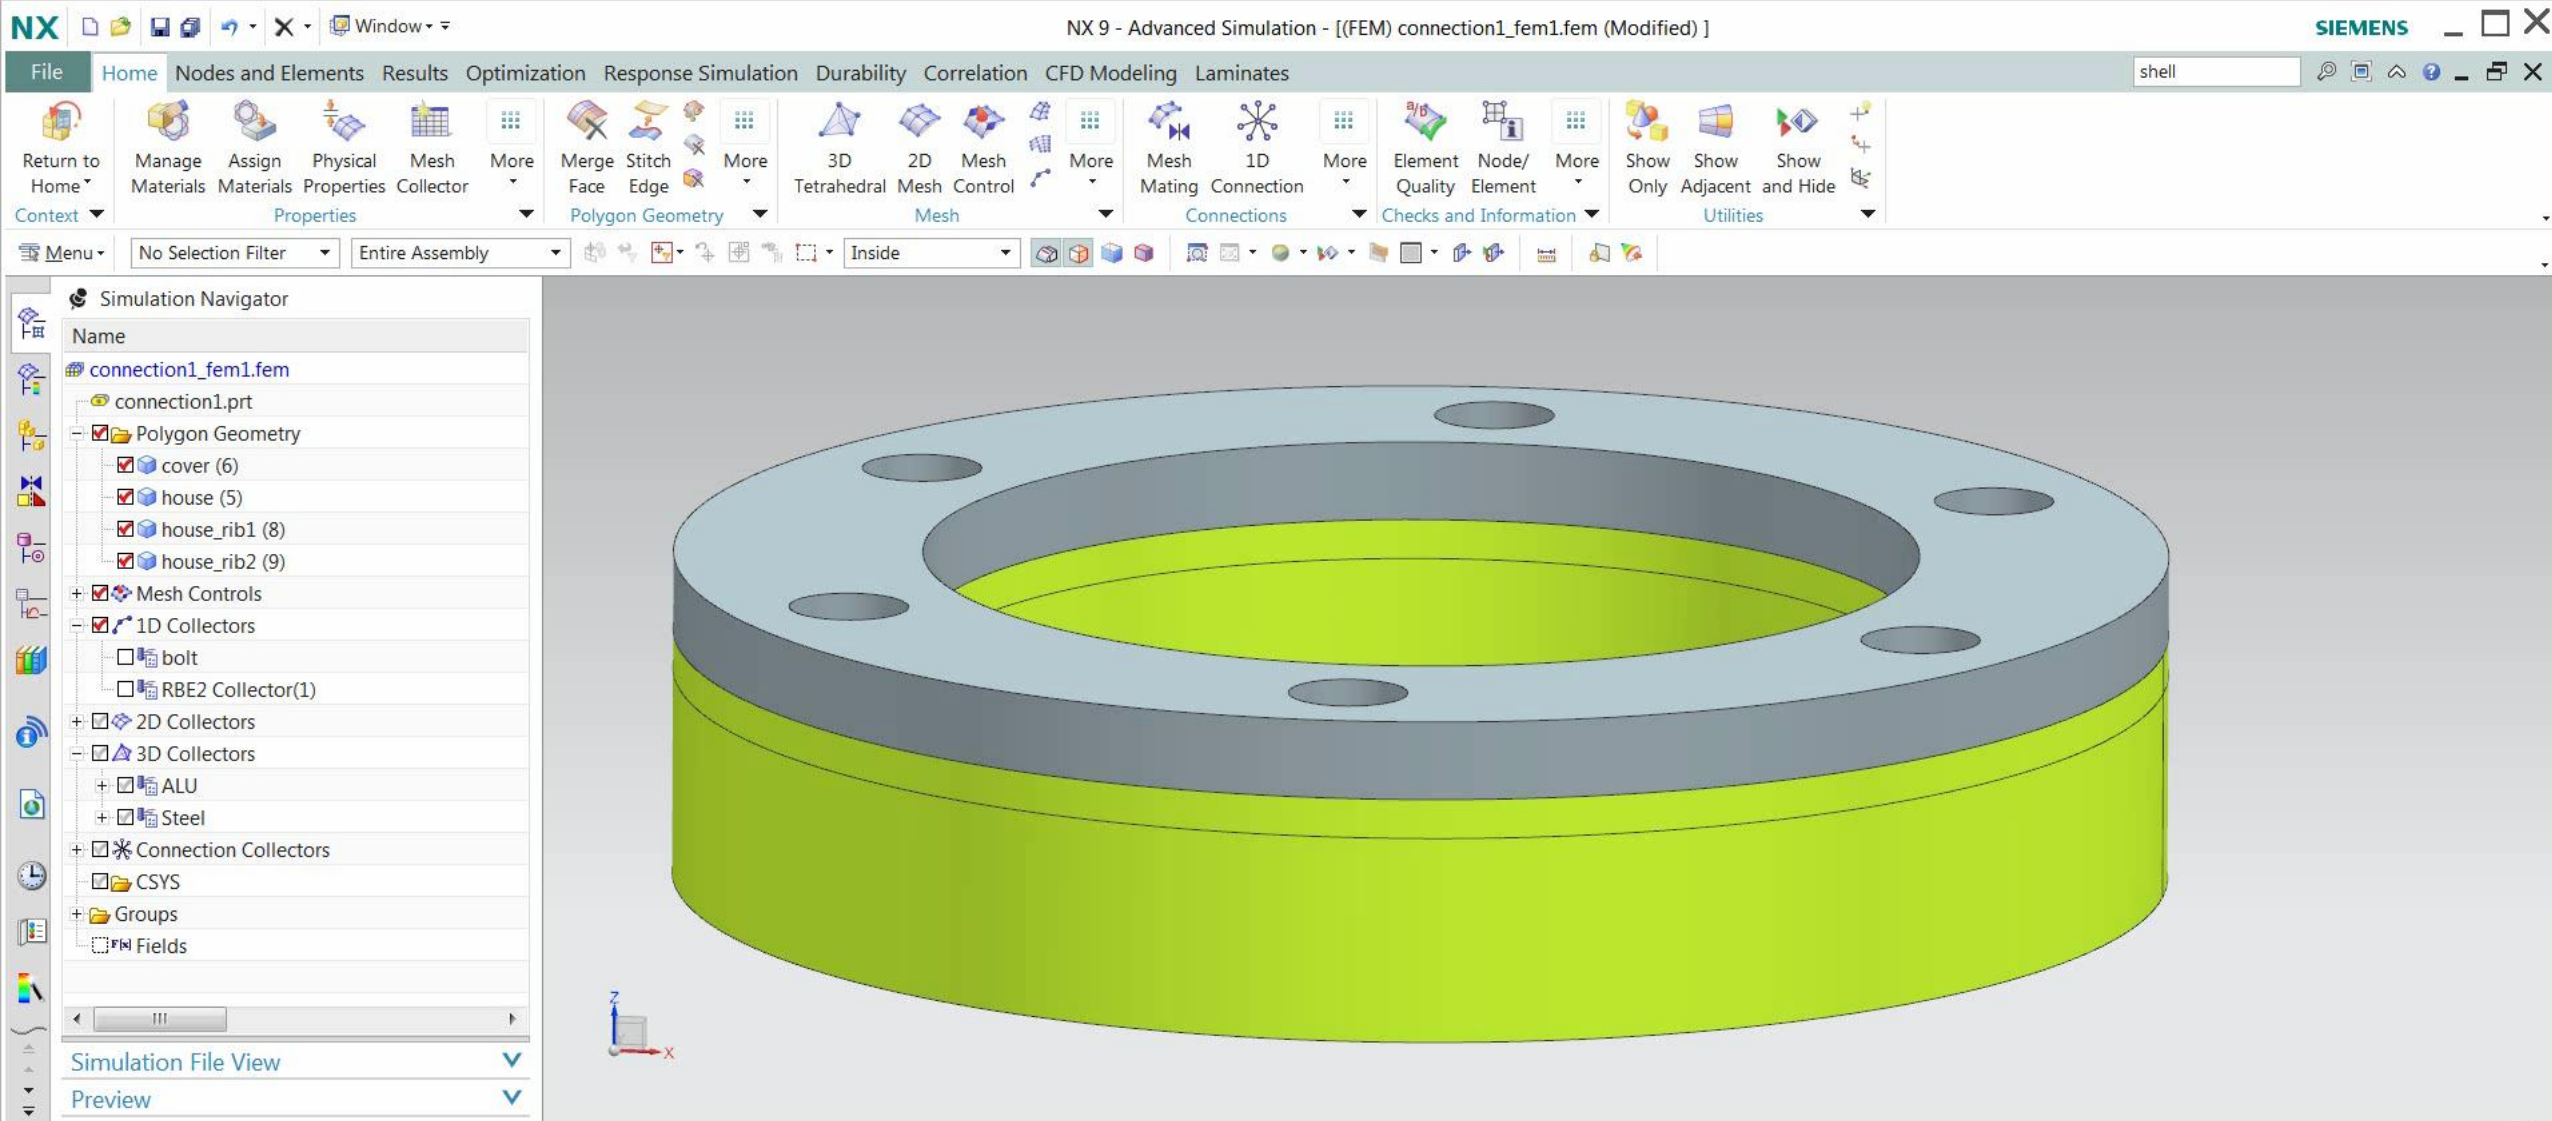 NX Window NX 9 - Advanced Simulation - [(FEM) connection1_fem1.fem (Modified) ] SIEMENS
File Home Nodes and Elements Results Optimization Response Simulation Durability Correlation CFD Modeling Laminates shell
Return to Home Manage Materials Assign Materials Physical Properties Mesh Collector More Merge Face Stitch Edge More 3D Tetrahedral 2D Mesh Mesh Control More Mesh Mating 1D Connection More Element Quality Node/ Element More Show Only Show Adjacent Show and Hide
Context Properties Polygon Geometry Mesh Connections Checks and Information Utilities
Menu No Selection Filter Entire Assembly Inside
Simulation Navigator
Name
connection1_fem1.fem
connection1.prt
Polygon Geometry
cover (6)
house (5)
house_rib1 (8)
house_rib2 (9)
Mesh Controls
1D Collectors
bolt
RBE2 Collector(1)
2D Collectors
3D Collectors
ALU
Steel
Connection Collectors
CSYS
Groups
Fields
Z
X
Simulation File View
Preview